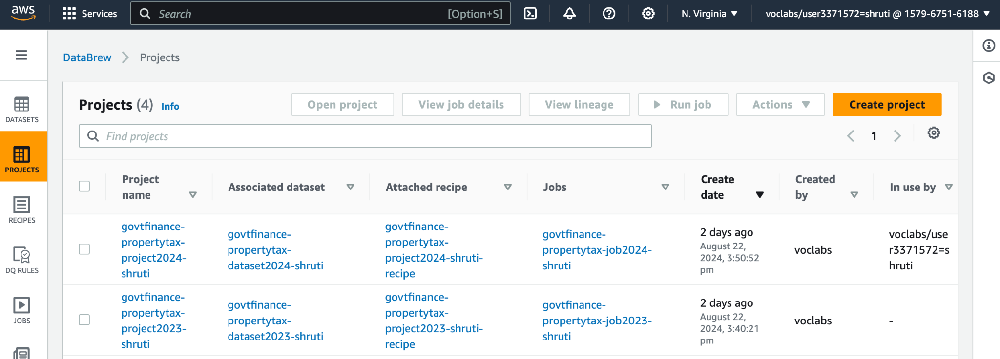 aws
Services
Search [Option+S]
N. Virginia
voclabs/user3371572=shruti @ 1579-6751-6188
DataBrew
Projects
Projects (4) Info
Open project
View job details
View lineage
Run job
Actions
Create project
Find projects
1
DATASETS
PROJECTS
RECIPES
DQ RULES
JOBS
Project
name
Associated dataset
Attached recipe
Jobs
Create
date
Created
by
In use by
govtfinance-
propertytax-
project2024-
shruti
govtfinance-
propertytax-
dataset2024-shruti
govtfinance-
propertytax-
project2024-shruti-
recipe
govtfinance-
propertytax-job2024-
shruti
2 days ago
August 22,
2024, 3:50:52
pm
voclabs
voclabs/use
r3371572=s
hruti
govtfinance-
propertytax-
project2023-
shruti
govtfinance-
propertytax-
dataset2023-shruti
govtfinance-
propertytax-
project2023-shruti-
recipe
govtfinance-
propertytax-job2023-
shruti
2 days ago
August 22,
2024, 3:40:21
pm
voclabs
-